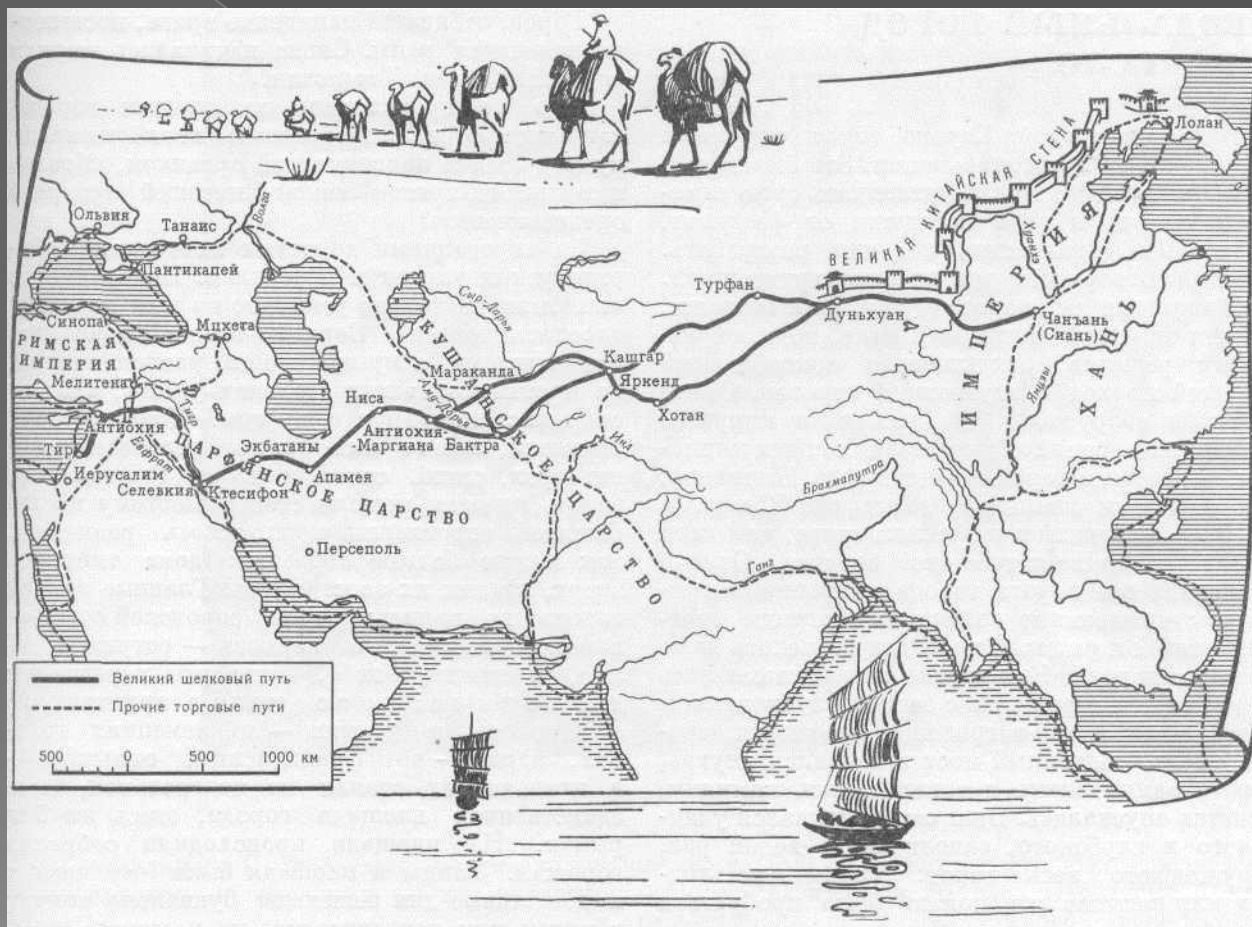 Лолан
ВЕЛИКАЯ КИТАЙСКАЯ СТЕНА
Ольвия
Танаис
Волга
Пантикапей
Турфан
Дуньхуан
Хуанхэ
Чанъань
(Сиань)
ИМПЕРИЯ
ХАНЬ
Янцзы
Синопа
Мцхета
РИМСКАЯ
ИМПЕРИЯ
Мелитена
Сыр-Дарья
КУШАНСКОЕ ЦАРСТВО
Мараканда
Кашгар
Яркенд
Хотан
Аму-Дарья
Ниса
Антиохия
Тигр
Евфрат
Антиохия
-Маргиана
Бактра
Экбатаны
ПАРФЯНСКОЕ ЦАРСТВО
Тир
Иерусалим
Селевкия
Ктесифон
Апамея
Инд
Брахмапутра
Персеполь
Ганг
Великий шелковый путь
Прочие торговые пути
500 0 500 1000 км